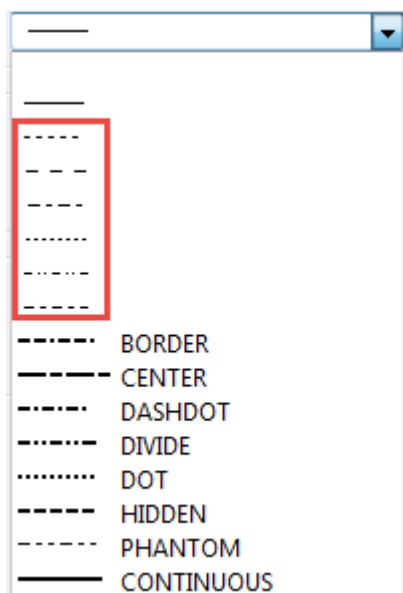 BORDER
CENTER
DASHDOT
DIVIDE
DOT
HIDDEN
PHANTOM
CONTINUOUS